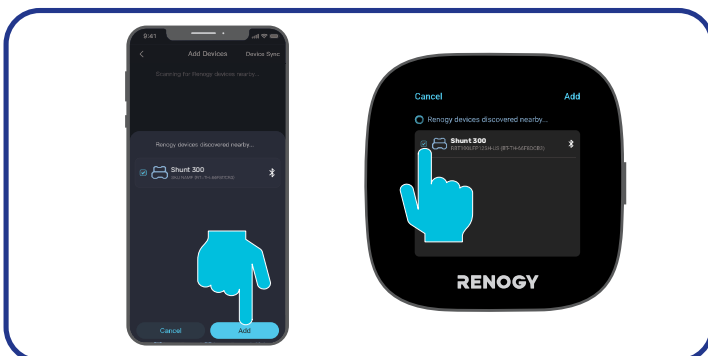 9:41
Add Devices Device Sync
Scanning for Renogy devices nearby...
Renogy devices discovered nearby...
Shunt 300
Cancel Add
Cancel Add
Renogy devices discovered nearby...
Shunt 300
RENOGY